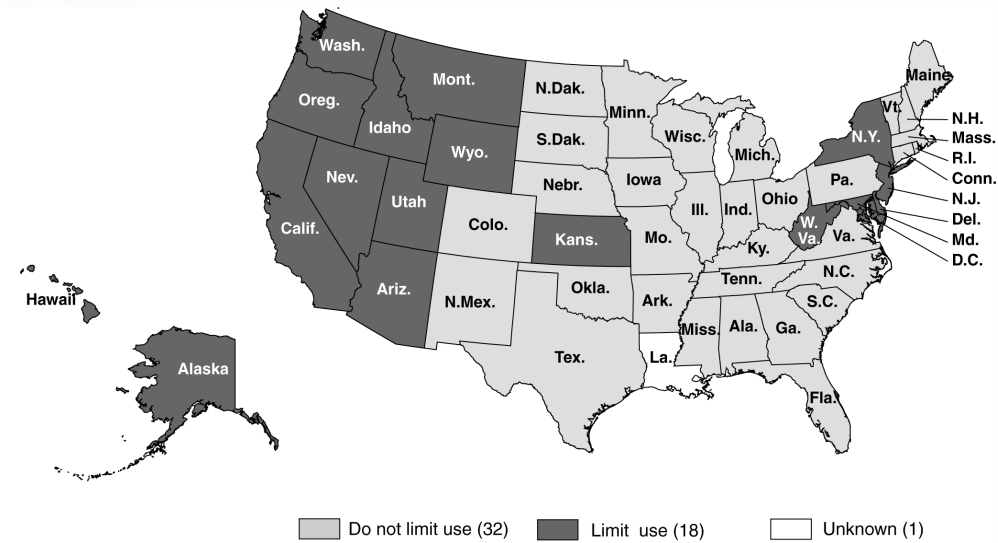 Wash.
Maine
Mont.
N.Dak.
Minn.
Vt.
Oreg.
N.H.
Idaho
N.Y.
Mass.
S.Dak.
Wisc.
Wyo.
Mich.
R.I.
Nev.
Conn.
Pa.
Nebr.
Iowa
N.J.
Utah
Ohio
Ill.
Ind.
Del.
Calif.
Colo.
W.
Va.
Kans.
Mo.
Va.
Md.
Ky.
D.C.
N.C.
Tenn.
Ariz.
Okla.
Hawaii
N.Mex.
Ark.
S.C.
Miss.
Ala.
Ga.
Tex.
La.
Alaska
Fla.
Do not limit use (32)
Limit use (18)
Unknown (1)